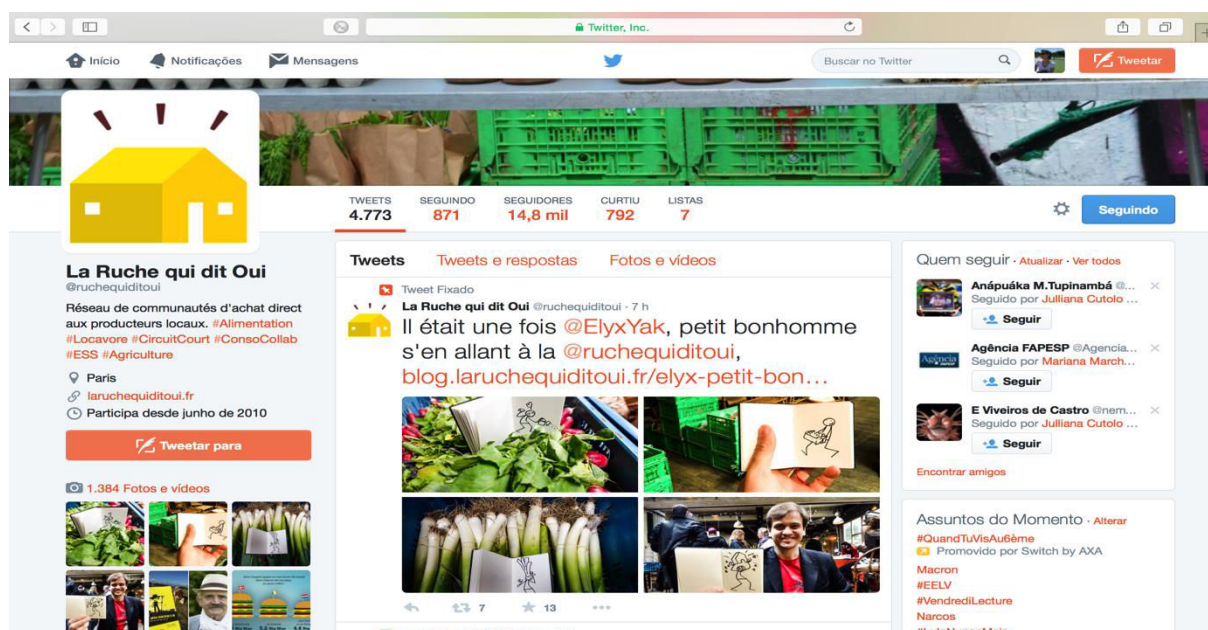 Twitter, Inc.
Início
Notificações
Mensagens
Buscar no Twitter
Tweetar
TWEETS
4.773
SEGUINDO
871
SEGUIDORES
14,8 mil
CURTIU
792
LISTAS
7
Seguindo
La Ruche qui dit Oui
@ruchequiditoui
Réseau de communautés d'achat direct
aux producteurs locaux. #Alimentation
#Locavore #CircuitCourt #ConsoCollab
#ESS #Agriculture
Paris
laruchequiditoui.fr
Participa desde junho de 2010
Tweetar para
1.384 Fotos e vídeos
Tweets
Tweets e respostas
Fotos e vídeos
Tweet Fixado
La Ruche qui dit Oui @ruchequiditoui · 7 h
Il était une fois @ElyxYak, petit bonhomme
s'en allant à la @ruchequiditoui,
blog.laruchequiditoui.fr/elyx-petit-bon...
7
13
Quem seguir · Atualizar · Ver todos
Anápuáka M.Tupinambá @...
Seguido por Julliana Cutolo ...
Seguir
Agência FAPESP @Agencia...
Seguido por Mariana March...
Seguir
E Viveiros de Castro @nem...
Seguido por Julliana Cutolo ...
Seguir
Encontrar amigos
Assuntos do Momento · Alterar
#QuandTuVisAu6ème
Promovido por Switch by AXA
Macron
#EELV
#VendrediLecture
Narcos